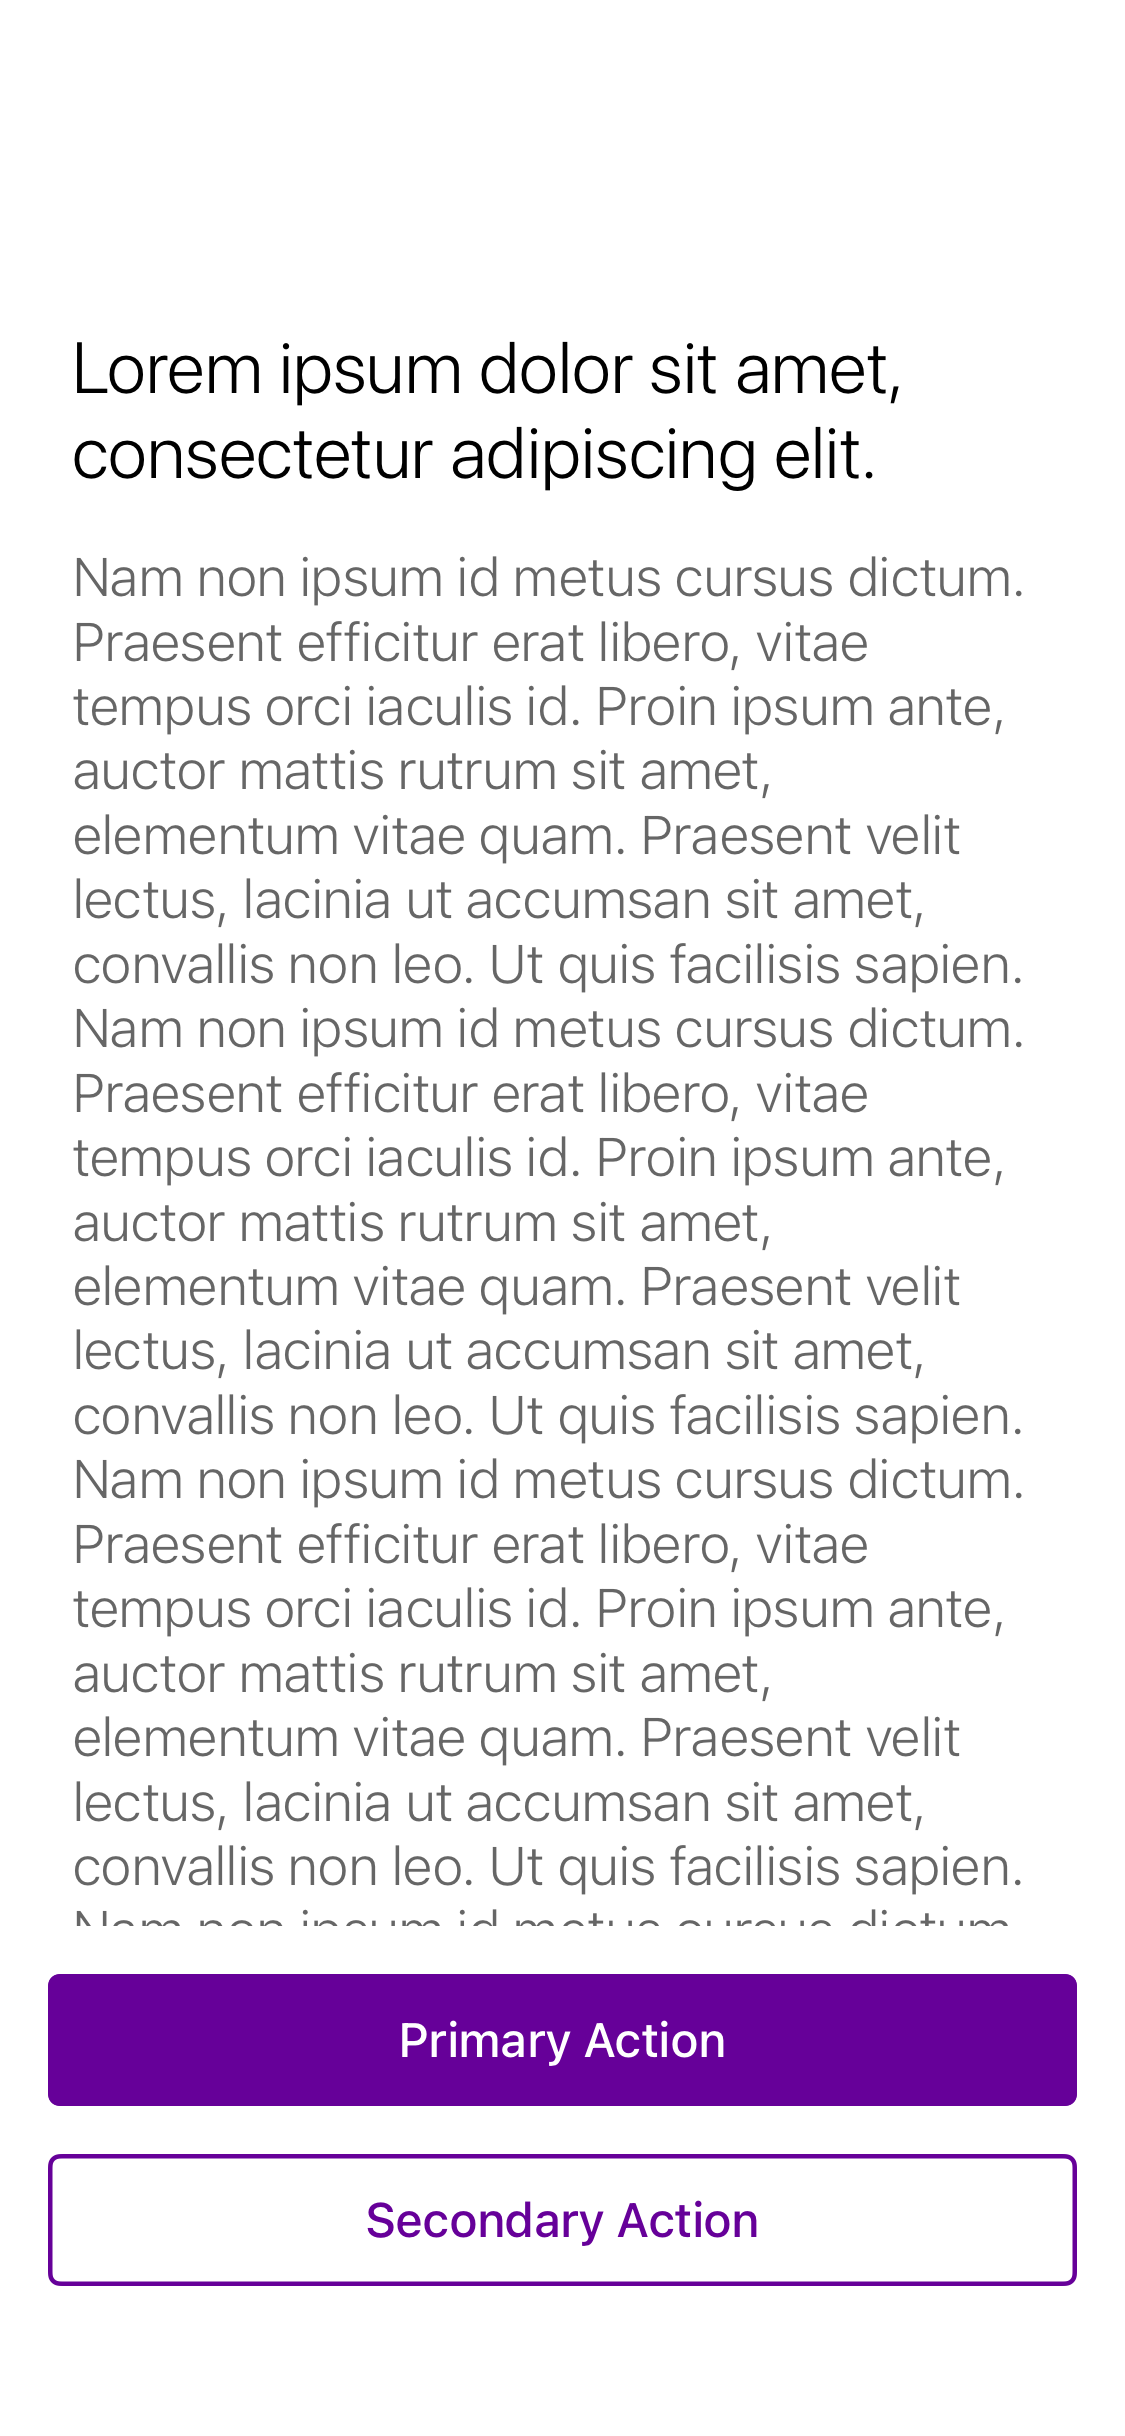 Lorem ipsum dolor sit amet,
consectetur adipiscing elit.
Nam non ipsum id metus cursus dictum.
Praesent efficitur erat libero, vitae
tempus orci iaculis id. Proin ipsum ante,
auctor mattis rutrum sit amet,
elementum vitae quam. Praesent velit
lectus, lacinia ut accumsan sit amet,
convallis non leo. Ut quis facilisis sapien.
Nam non ipsum id metus cursus dictum.
Praesent efficitur erat libero, vitae
tempus orci iaculis id. Proin ipsum ante,
auctor mattis rutrum sit amet,
elementum vitae quam. Praesent velit
lectus, lacinia ut accumsan sit amet,
convallis non leo. Ut quis facilisis sapien.
Nam non ipsum id metus cursus dictum.
Praesent efficitur erat libero, vitae
tempus orci iaculis id. Proin ipsum ante,
auctor mattis rutrum sit amet,
elementum vitae quam. Praesent velit
lectus, lacinia ut accumsan sit amet,
convallis non leo. Ut quis facilisis sapien.
Nam non ipsum id metus cursus dictum
Primary Action
Secondary Action